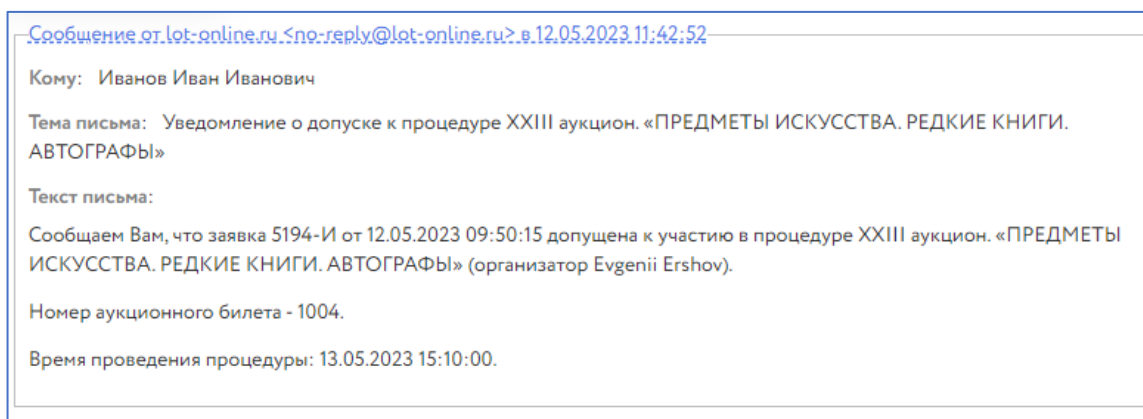 Сообщение от lot-online.ru <no-reply@lot-online.ru> в 12.05.2023 11:42:52
Кому: Иванов Иван Иванович
Тема письма: Уведомление о допуске к процедуре XXIII аукцион. «ПРЕДМЕТЫ ИСКУССТВА. РЕДКИЕ КНИГИ.
АВТОГРАФЫ»
Текст письма:
Сообщаем Вам, что заявка 5194-И от 12.05.2023 09:50:15 допущена к участию в процедуре XXIII аукцион. «ПРЕДМЕТЫ
ИСКУССТВА. РЕДКИЕ КНИГИ. АВТОГРАФЫ» (организатор Evgenii Ershov).
Номер аукционного билета - 1004.
Время проведения процедуры: 13.05.2023 15:10:00.